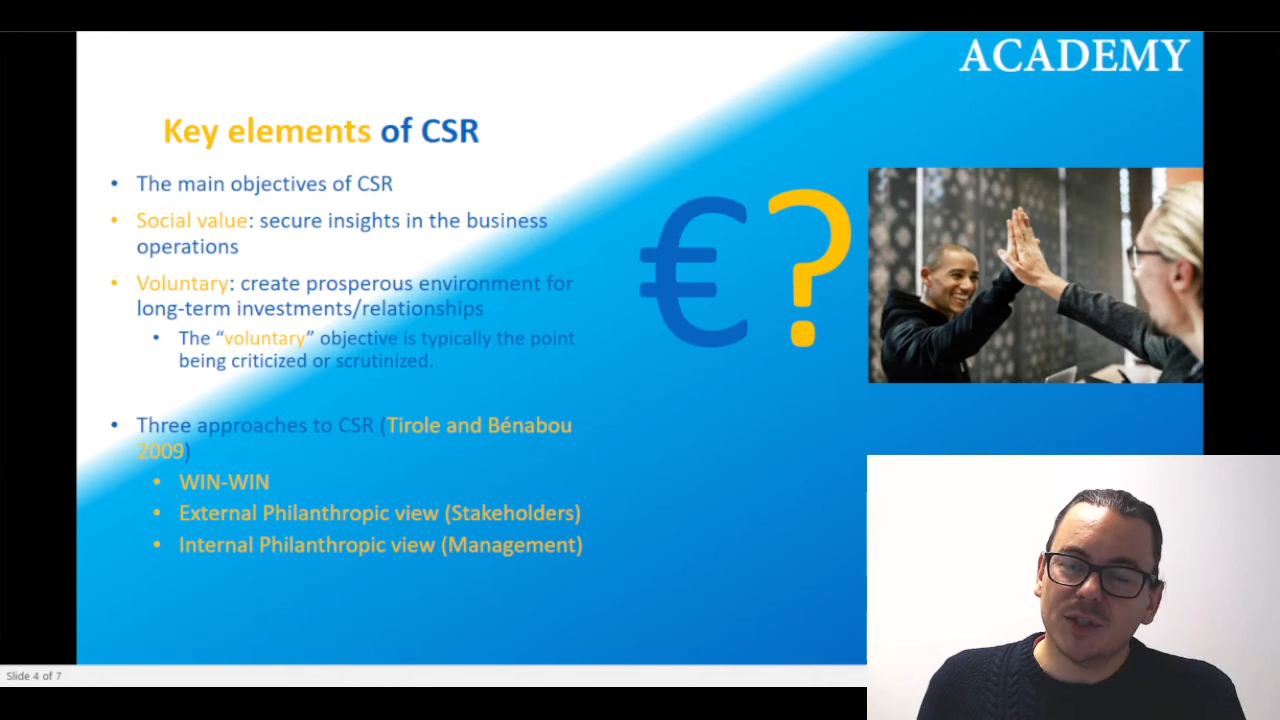 ACADEMY
Key elements of CSR
• The main objectives of CSR
• Social value: secure insights in the business
operations
• Voluntary: create prosperous environment for
long-term investments/relationships
• The “voluntary” objective is typically the point
being criticized or scrutinized.
• Three approaches to CSR (Tirole and Bénabou
2009)
• WIN-WIN
• External Philanthropic view (Stakeholders)
• Internal Philanthropic view (Management)
€?
Slide 4 of 7